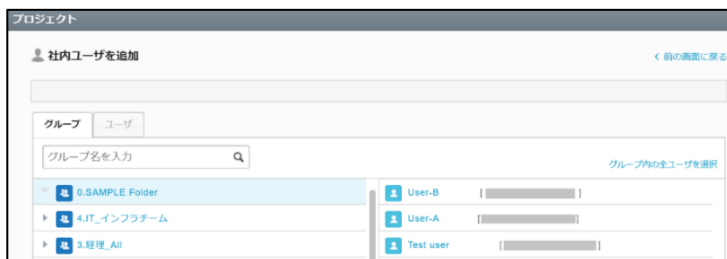 プロジェクト
社内ユーザを追加
< 前の画面に戻る
グループ ユーザ
グループ名を入力
グループ内の全ユーザを選択
0.SAMPLE Folder
User-B [ ]
4.IT_インフラチーム
User-A [ ]
3.経理_All
Test user [ ]